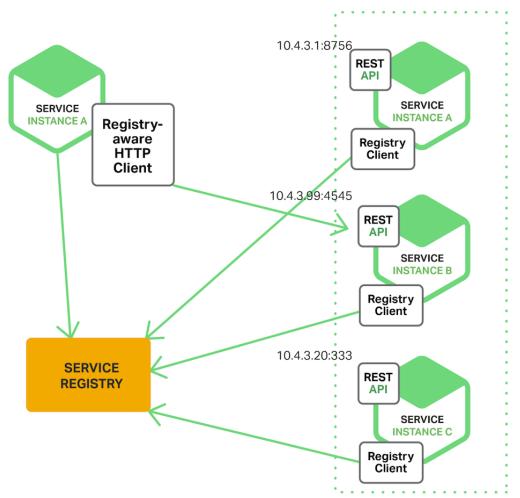 10.4.3.1:8756
REST
API
SERVICE
INSTANCE A
Registry
Client
SERVICE
INSTANCE A
Registry-
aware
HTTP
Client
10.4.3.99:4545
REST
API
SERVICE
INSTANCE B
Registry
Client
SERVICE
REGISTRY
10.4.3.20:333
REST
API
SERVICE
INSTANCE C
Registry
Client